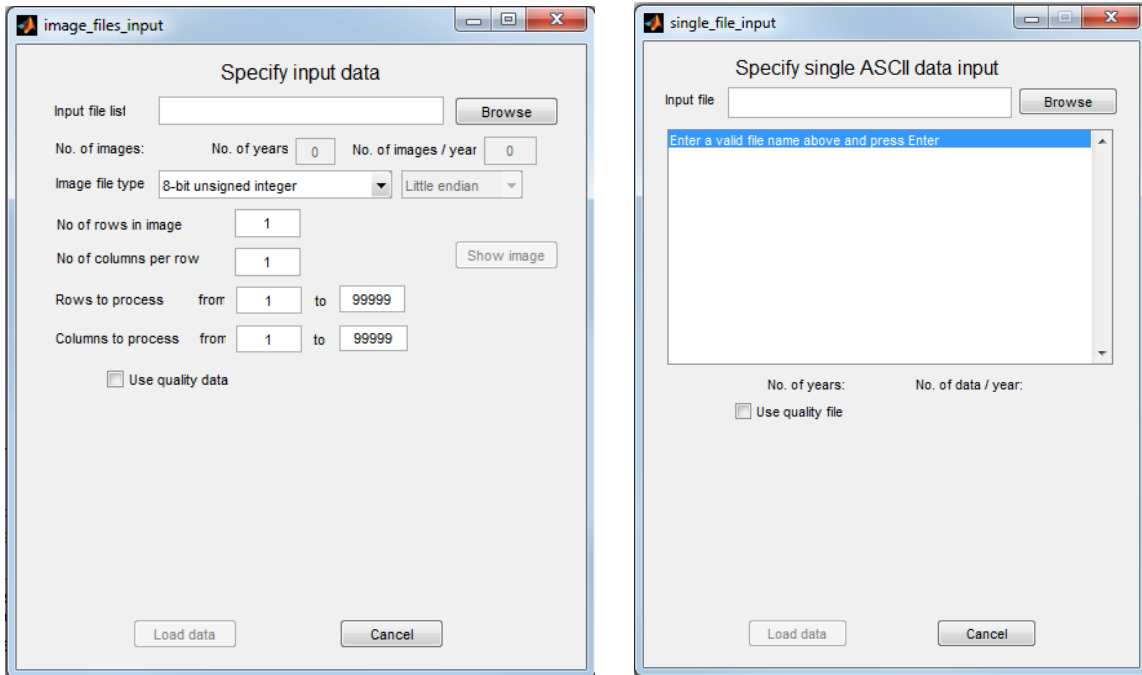 image_files_input
Specify input data
Input file list
Browse
No. of images: No. of years 0 No. of images / year 0
Image file type 8-bit unsigned integer Little endian
No of rows in image 1
No of columns per row 1 Show image
Rows to process from 1 to 99999
Columns to process from 1 to 99999
Use quality data
Load data Cancel
single_file_input
Specify single ASCII data input
Input file Browse
Enter a valid file name above and press Enter
No. of years: No. of data / year:
Use quality file
Load data Cancel